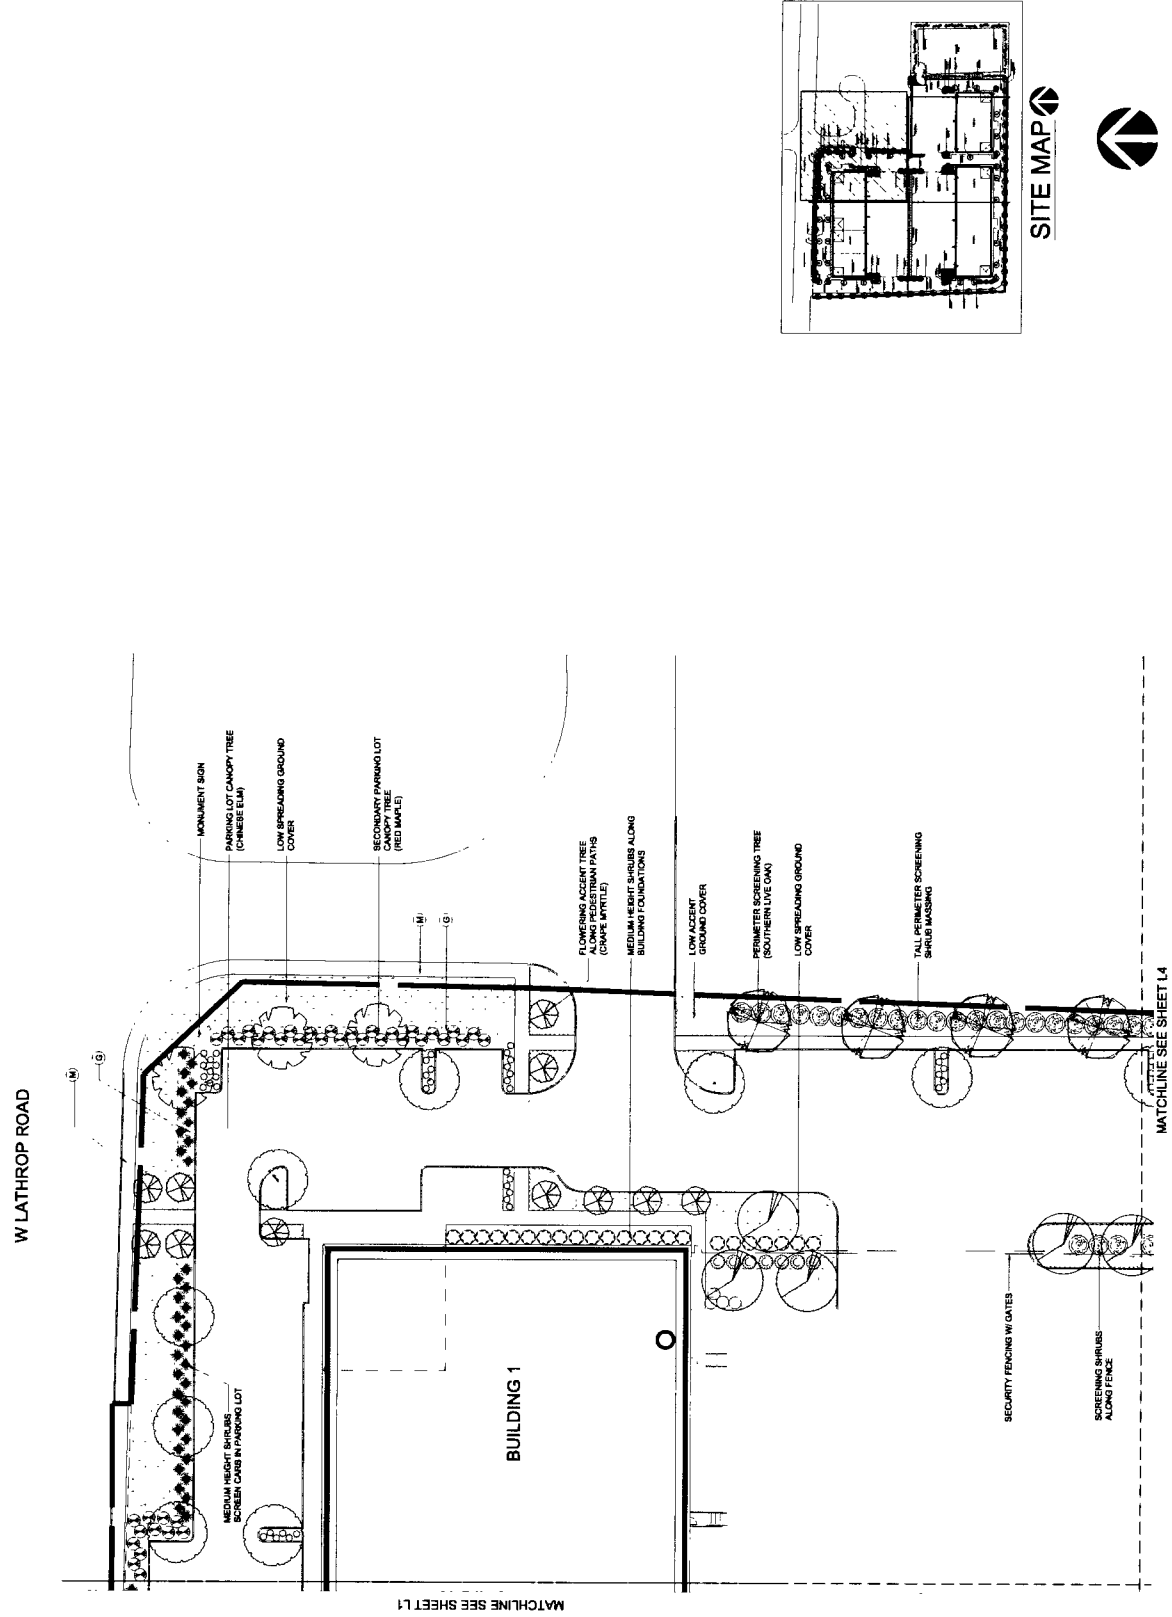 SITE MAP
W LATHROP ROAD
M
G
MONUMENT SIGN
PARKING LOT CANOPY TREE
(CHINESE ELM)
LOW SPREADING GROUND
COVER
SECONDARY PARKING LOT
CANOPY TREE
(RED MAPLE)
M
G
FLOWERING ACCENT TREE
ALONG PEDESTRIAN PATHS
(CRAPE MYRTLE)
MEDIUM HEIGHT SHRUBS ALONG
BUILDING FOUNDATIONS
LOW ACCENT
GROUND COVER
PERIMETER SCREENING TREE
(SOUTHERN LIVE OAK)
LOW SPREADING GROUND
COVER
TALL PERIMETER SCREENING
SHRUB MASSING
MATCHLINE SEE SHEET L4
MEDIUM HEIGHT SHRUBS
SCREEN CARS IN PARKING LOT
BUILDING 1
SECURITY FENCING W/ GATES
SCREENING SHRUBS
ALONG FENCE
MATCHLINE SEE SHEET L1